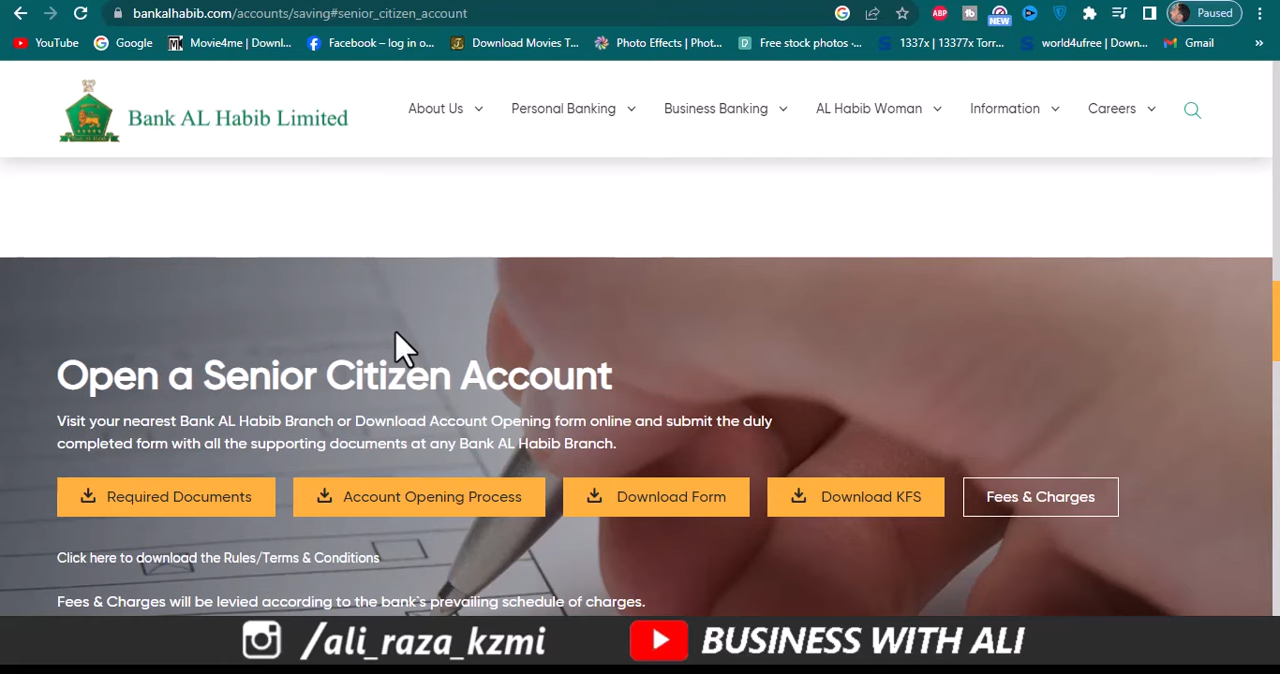 bankalhabib.com/accounts/saving#senior_citizen_account
ABP
NEW
Paused
YouTube
Google
Movie4me | Downl...
Facebook – log in o...
Download Movies T...
Photo Effects | Phot...
Free stock photos ·...
1337x | 13377x Torr...
world4ufree | Down...
Gmail
»
Bank AL Habib Limited
About Us
Personal Banking
Business Banking
AL Habib Woman
Information
Careers
Open a Senior Citizen Account
Visit your nearest Bank AL Habib Branch or Download Account Opening form online and submit the duly
completed form with all the supporting documents at any Bank AL Habib Branch.
Required Documents
Account Opening Process
Download Form
Download KFS
Fees & Charges
Click here to download the Rules/Terms & Conditions
Fees & Charges will be levied according to the bank`s prevailing schedule of charges.
/ali_raza_kzmi
BUSINESS WITH ALI